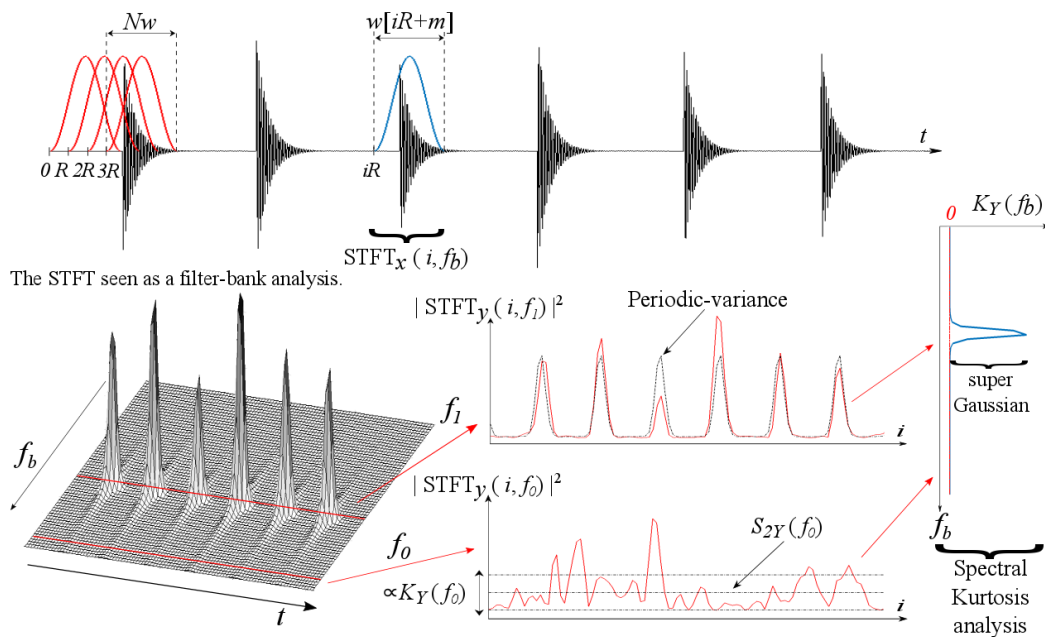 Nw
w[iR+m]
t
0 R 2R 3R
iR
STFTx(i,fb)
0
KY(fb)
The STFT seen as a filter-bank analysis.
| STFTy(i,f1)|²
Periodic-variance
i
f1
fb
super
Gaussian
| STFTy(i,f0)|²
S2Y(f0)
f0
∝KY(f0)
i
t
fb
Spectral
Kurtosis
analysis